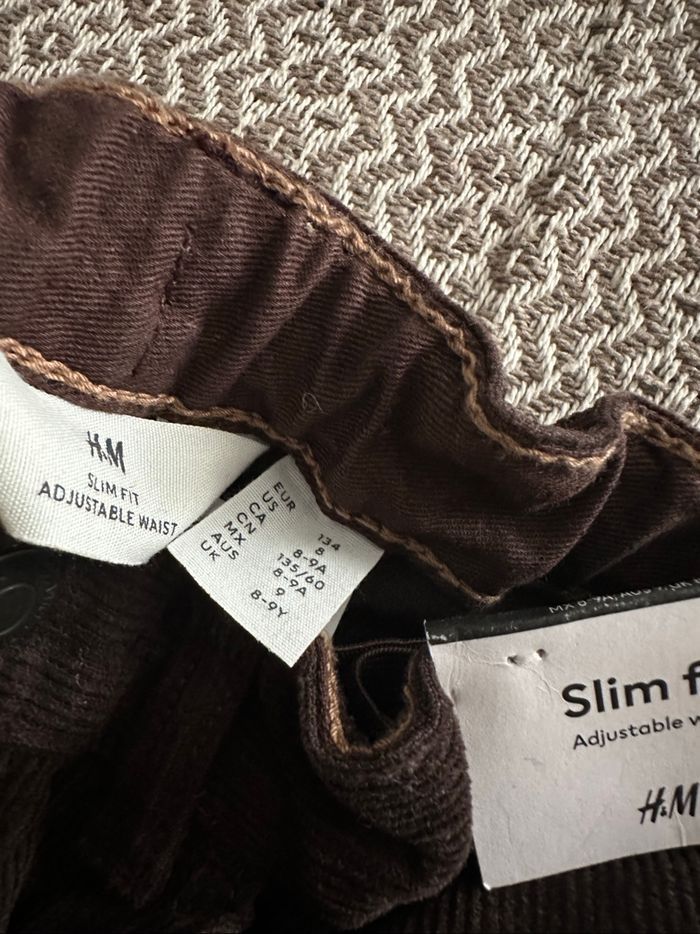 H&M
SLIM FIT
ADJUSTABLE WAIST
EUR 134
US 8
CA 8-9A
CN 135/60
MX 8-9A
AUS 9
UK 8-9Y
Slim
Adjustable
H&M